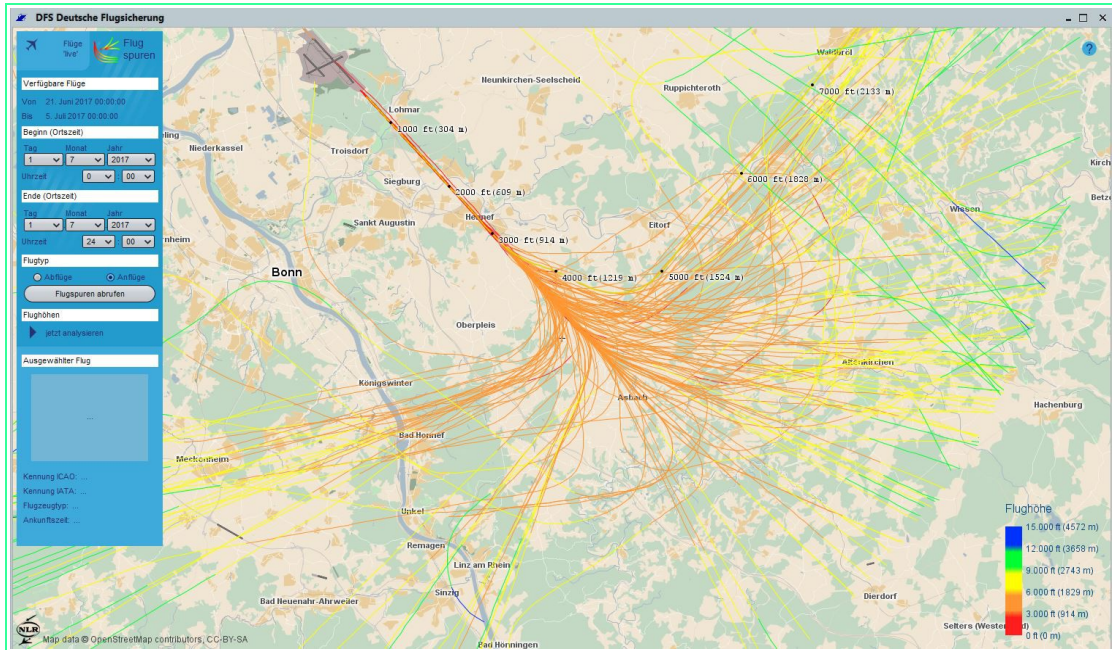 DFS Deutsche Flugsicherung
Flüge 'live'
Flug spuren
Verfügbare Flüge
Von 21. Juni 2017 00:00:00
Bis 5. Juli 2017 00:00:00
Beginn (Ortszeit)
Tag Monat Jahr
1 7 2017
Uhrzeit 0 : 00
Ende (Ortszeit)
Tag Monat Jahr
1 7 2017
Uhrzeit 24 : 00
Flugtyp
Abflüge Anflüge
Flugspuren abrufen
Flughöhen
jetzt analysieren
Ausgewählter Flug
...
Kennung ICAO: ...
Kennung IATA: ...
Flugzeugtyp: ...
Ankunftszeit: ...
NLR
Map data © OpenStreetMap contributors, CC-BY-SA
?
Waldbröl
Neunkirchen-Seelscheid
Ruppichteroth
7000 ft(2133 m)
Lohmar
1000 ft(304 m)
Niederkassel
Troisdorf
Siegburg
2000 ft(609 m)
6000 ft(1828 m)
Wissen
Sankt Augustin
Hennef
Eitorf
3000 ft(914 m)
Bonn
4000 ft(1219 m)
5000 ft(1524 m)
Oberpleis
Altenkirchen
Königswinter
Asbach
Hachenburg
Bad Honnef
Meckenheim
Unkel
Remagen
Linz am Rhein
Sinzig
Bad Neuenahr-Ahrweiler
Dierdorf
Bad Hönningen
Flughöhe
15.000 ft (4572 m)
12.000 ft (3658 m)
9.000 ft (2743 m)
6.000 ft (1829 m)
3.000 ft (914 m)
0 ft (0 m)